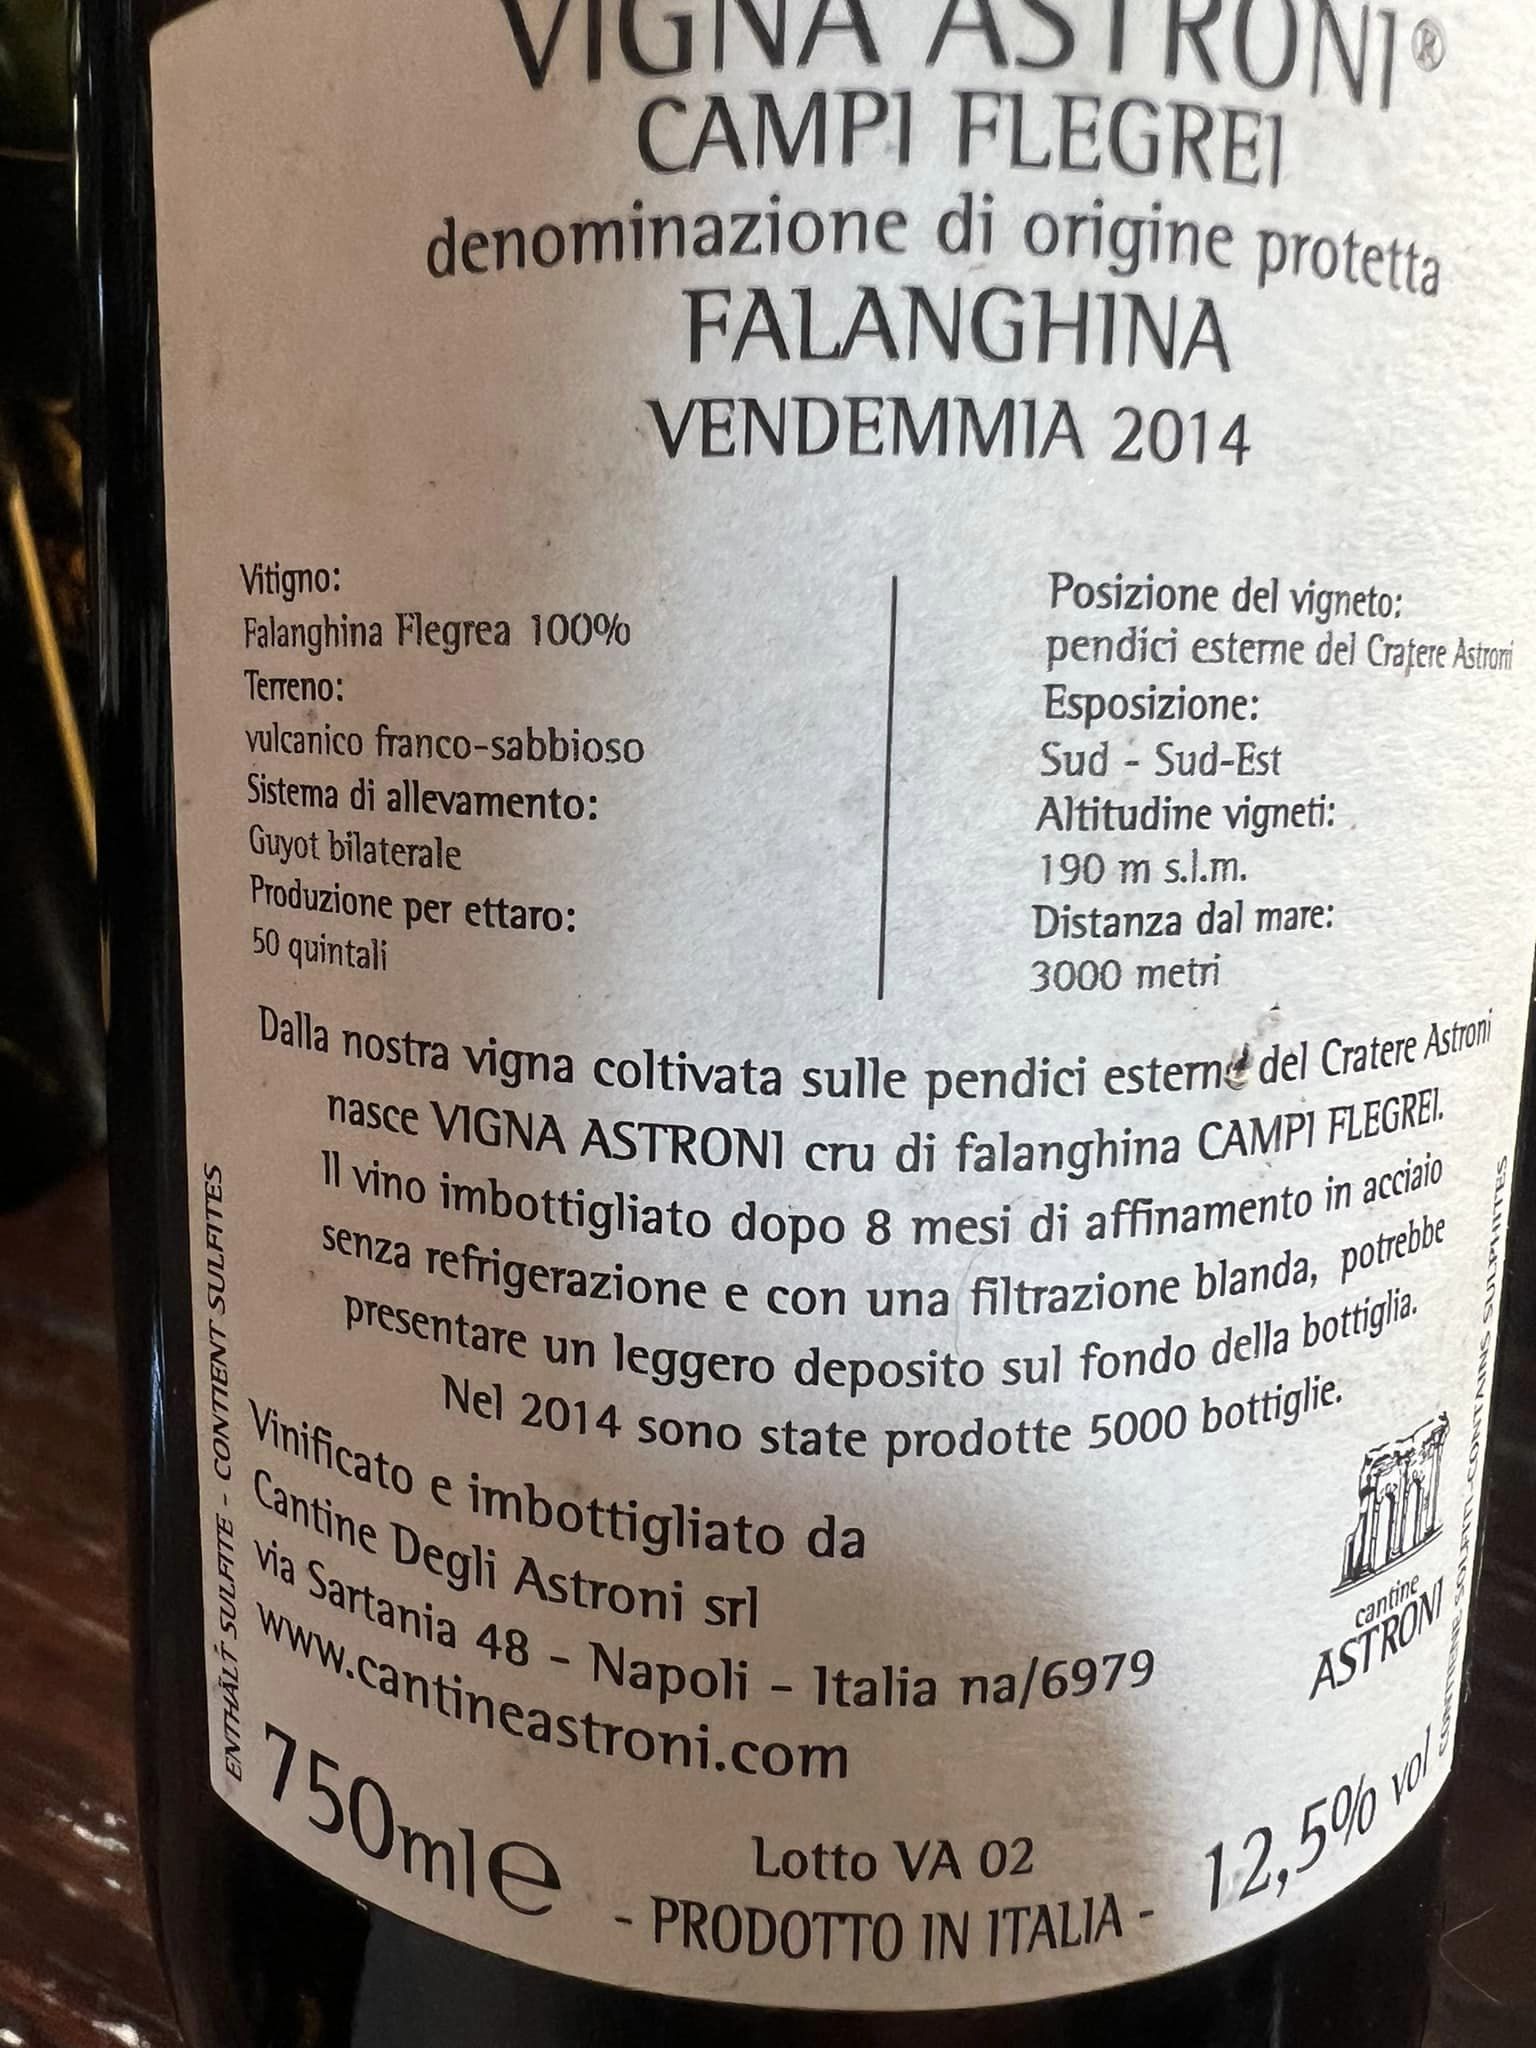 VIGNA ASTRONI®
CAMPI FLEGREI
denominazione di origine protetta
FALANGHINA
VENDEMMIA 2014
Vitigno:
Falanghina Flegrea 100%
Terreno:
vulcanico franco-sabbioso
Sistema di allevamento:
Guyot bilaterale
Produzione per ettaro:
50 quintali
Posizione del vigneto:
pendici esterne del Cratere Astroni
Esposizione:
Sud - Sud-Est
Altitudine vigneti:
190 m s.l.m.
Distanza dal mare:
3000 metri
Dalla nostra vigna coltivata sulle pendici esterne del Cratere Astroni
nasce VIGNA ASTRONI cru di falanghina CAMPI FLEGREI.
Il vino imbottigliato dopo 8 mesi di affinamento in acciaio
senza refrigerazione e con una filtrazione blanda, potrebbe
presentare un leggero deposito sul fondo della bottiglia.
Nel 2014 sono state prodotte 5000 bottiglie.
Vinificato e imbottigliato da
Cantine Degli Astroni srl
via Sartania 48 - Napoli - Italia na/6979
www.cantineastroni.com
cantine
ASTRONI
750ml e
Lotto VA 02
- PRODOTTO IN ITALIA -
12,5% vol
ENTHÄLT SULFITE - CONTIENT SULFITES
CONTIENE SOLFITI-CONTAINS SULPHITES